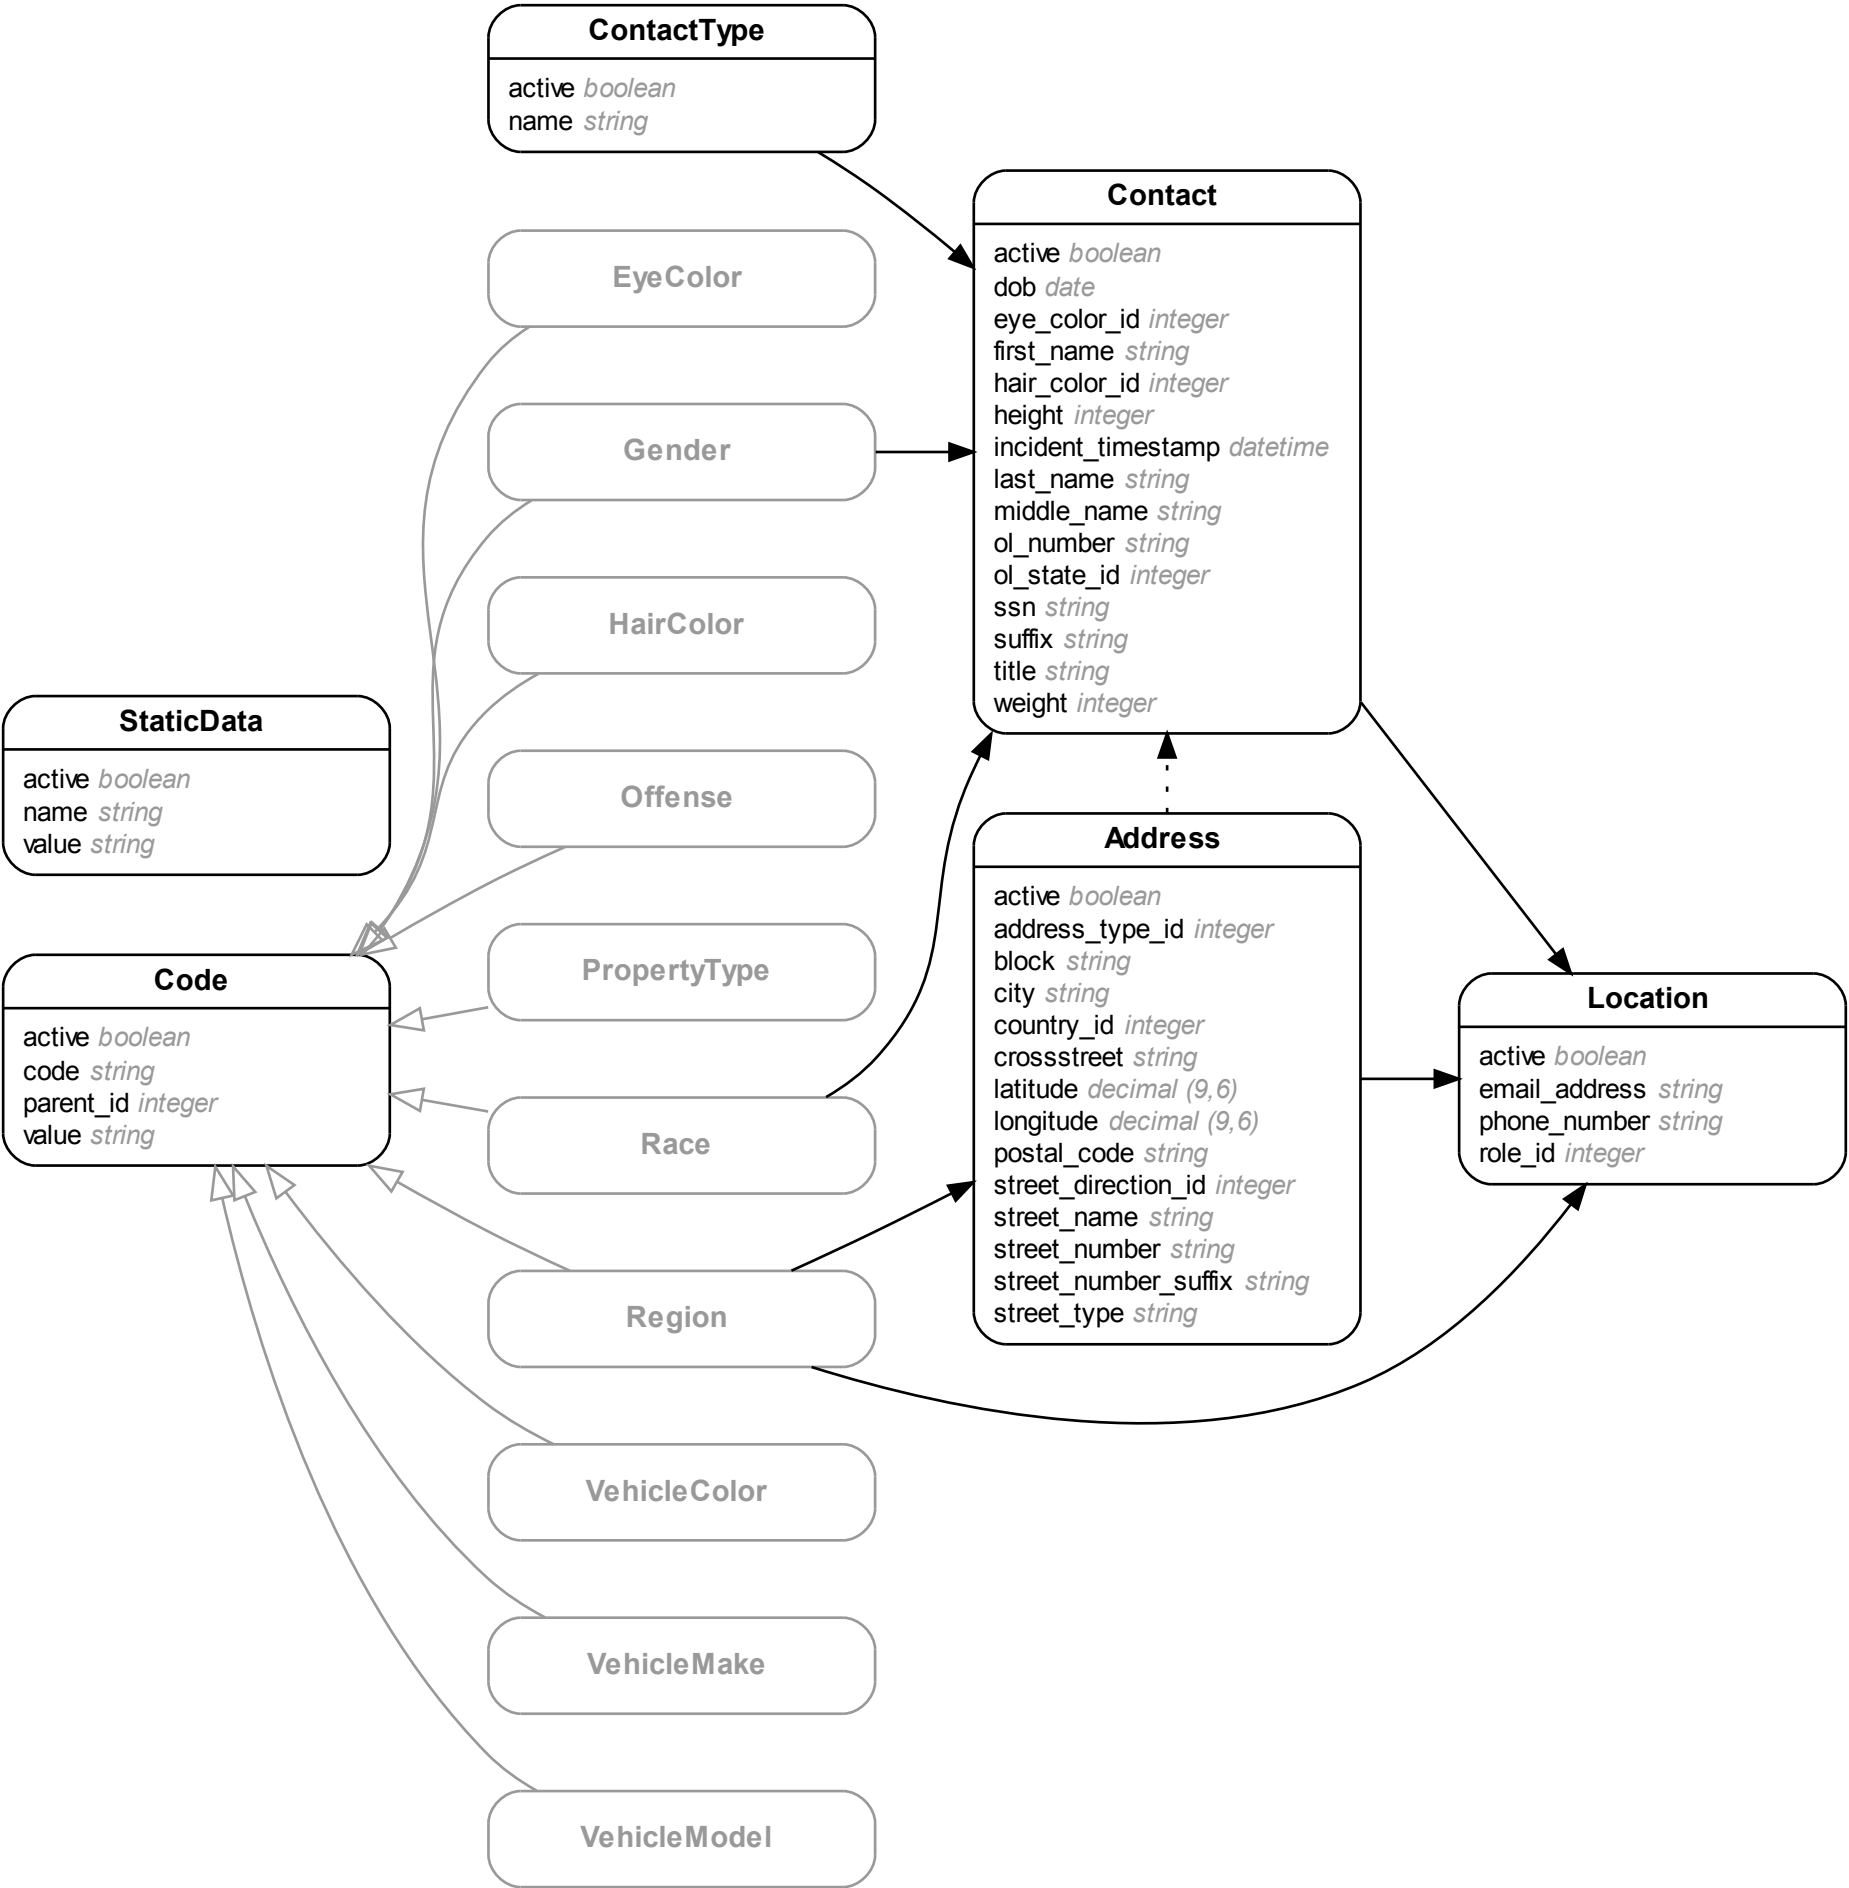 ContactType
active boolean
name string
Contact
active boolean
dob date
eye_color_id integer
first_name string
hair_color_id integer
height integer
incident_timestamp datetime
last_name string
middle_name string
ol_number string
ol_state_id integer
ssn string
suffix string
title string
weight integer
EyeColor
Gender
HairColor
StaticData
active boolean
name string
value string
Offense
Address
active boolean
address_type_id integer
block string
city string
country_id integer
crossstreet string
latitude decimal (9,6)
longitude decimal (9,6)
postal_code string
street_direction_id integer
street_name string
street_number string
street_number_suffix string
street_type string
PropertyType
Code
active boolean
code string
parent_id integer
value string
Location
active boolean
email_address string
phone_number string
role_id integer
Race
Region
VehicleColor
VehicleMake
VehicleModel